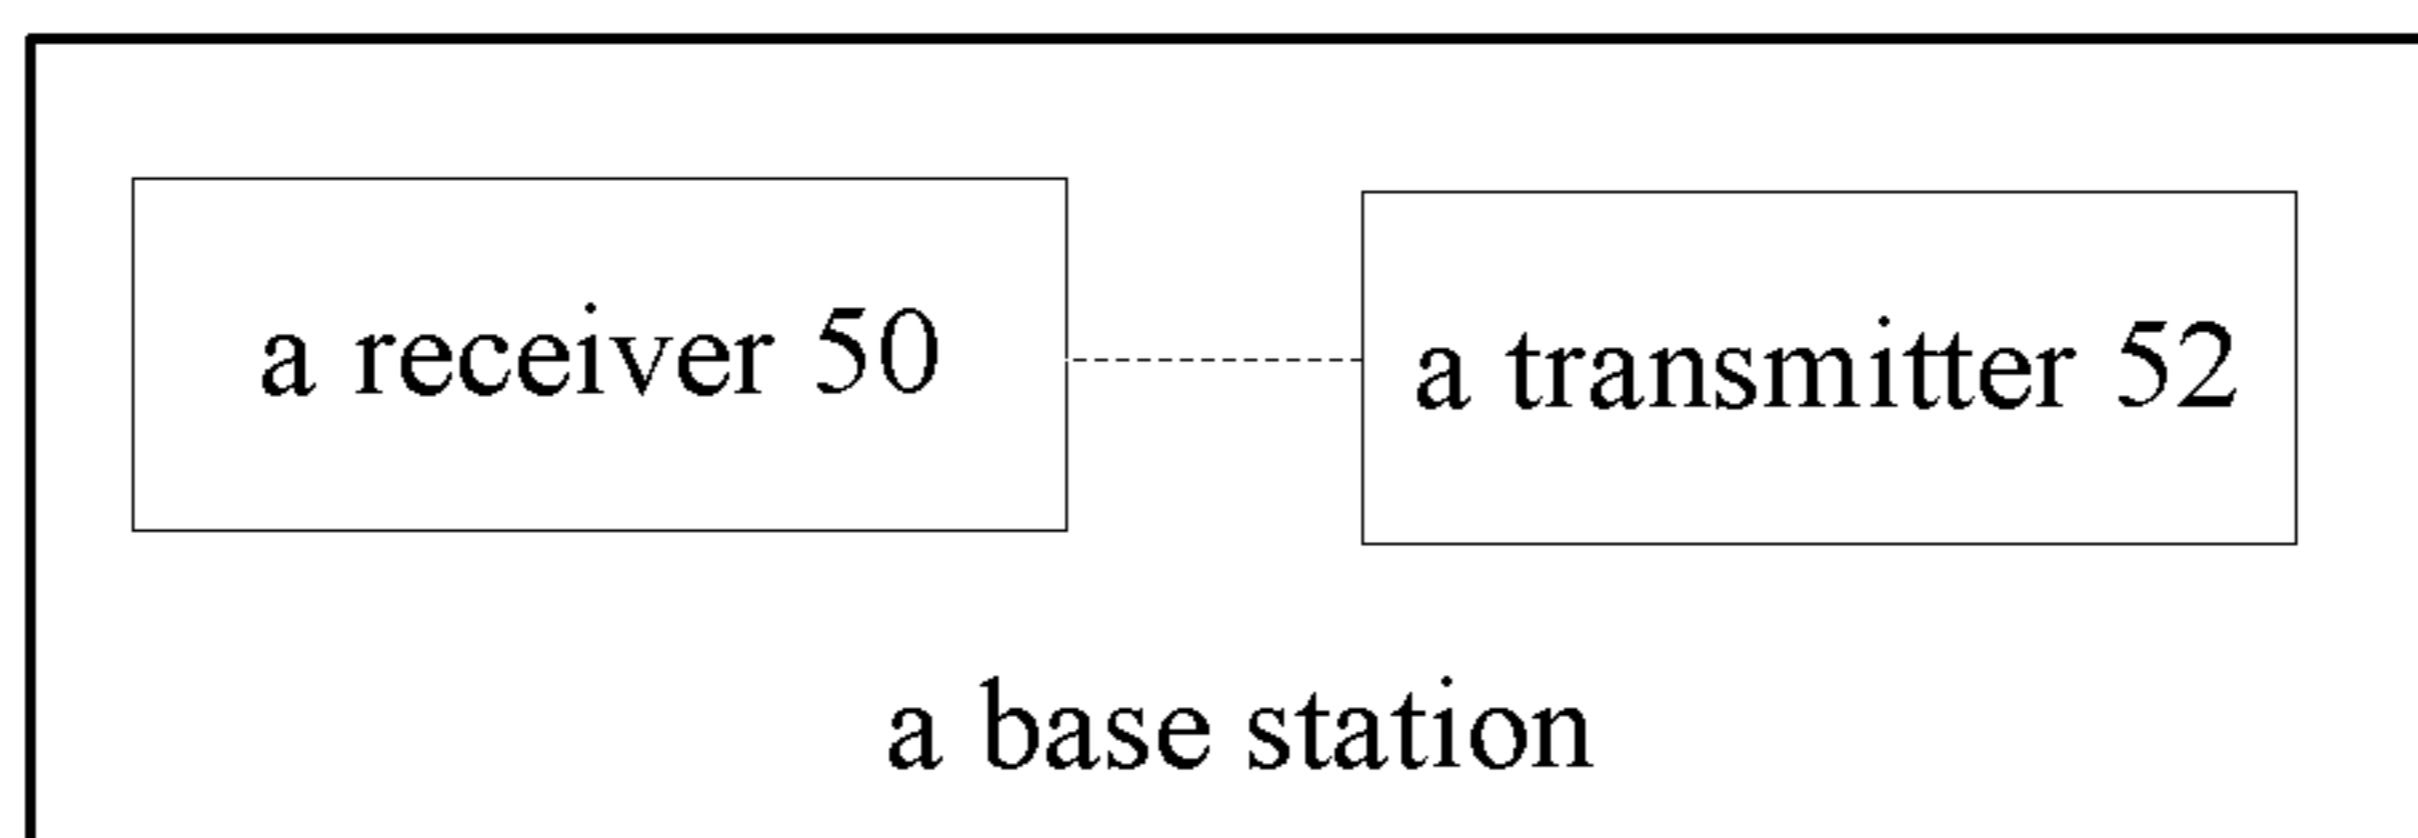 a receiver 50
a transmitter 52
a base station